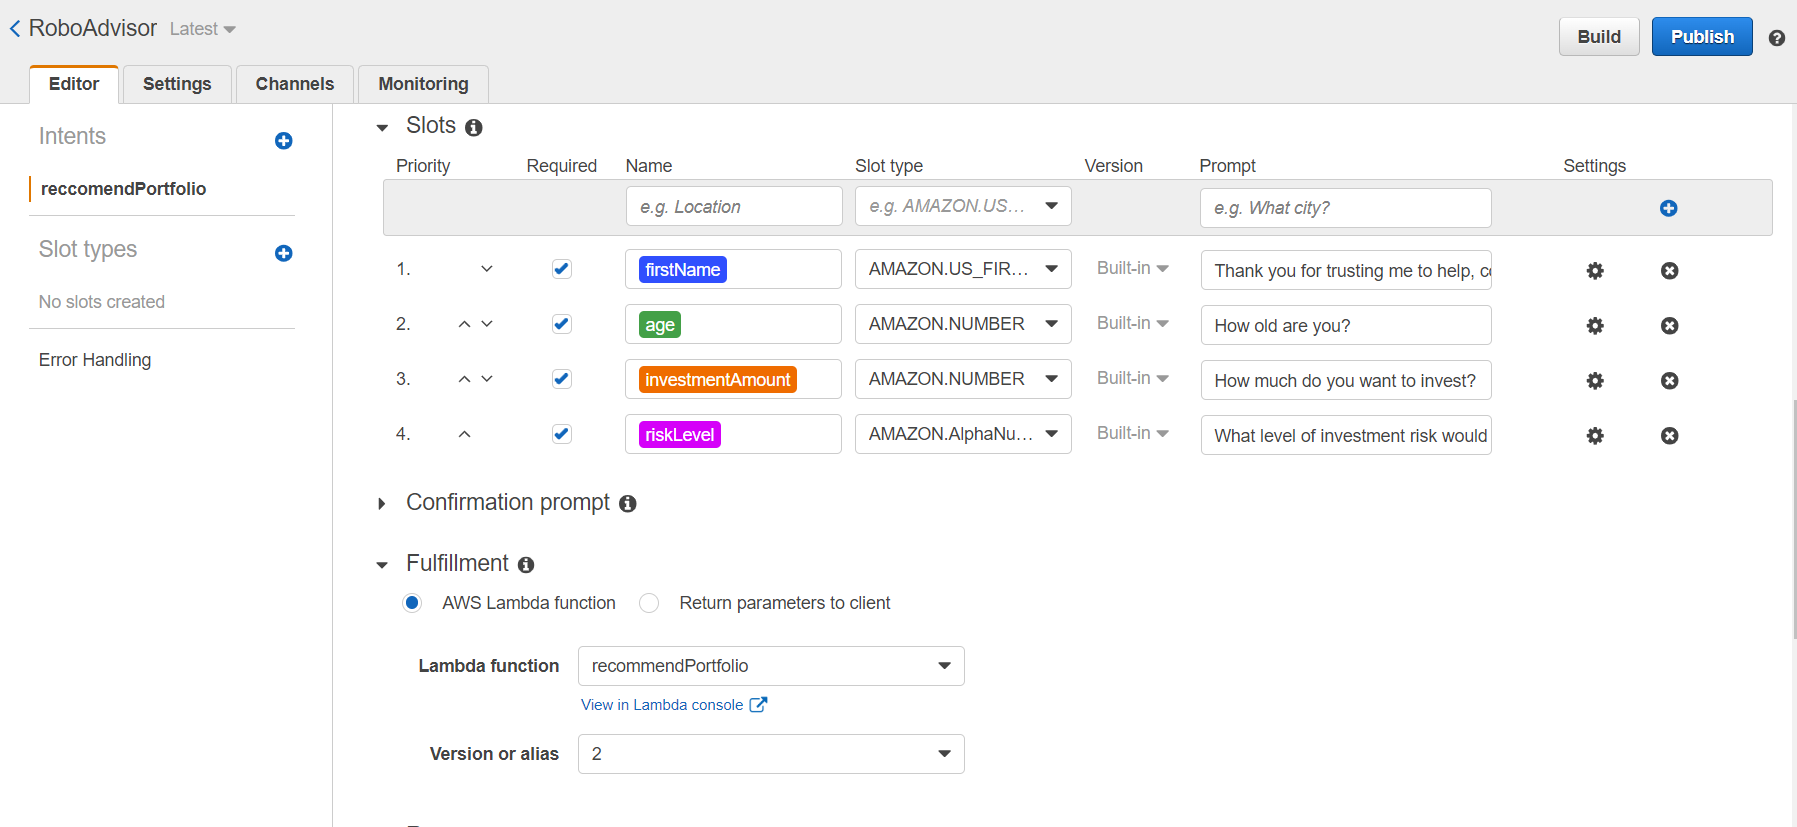 RoboAdvisor Latest
Build Publish
Editor Settings Channels Monitoring
Intents
reccomendPortfolio
Slot types
No slots created
Error Handling
Slots
Priority Required Name Slot type Version Prompt Settings
e.g. Location e.g. AMAZON.US... e.g. What city?
1. firstName AMAZON.US_FIR... Built-in Thank you for trusting me to help,
2. age AMAZON.NUMBER Built-in How old are you?
3. investmentAmount AMAZON.NUMBER Built-in How much do you want to invest?
4. riskLevel AMAZON.AlphaNu... Built-in What level of investment risk would
Confirmation prompt
Fulfillment
AWS Lambda function Return parameters to client
Lambda function recommendPortfolio
View in Lambda console
Version or alias 2